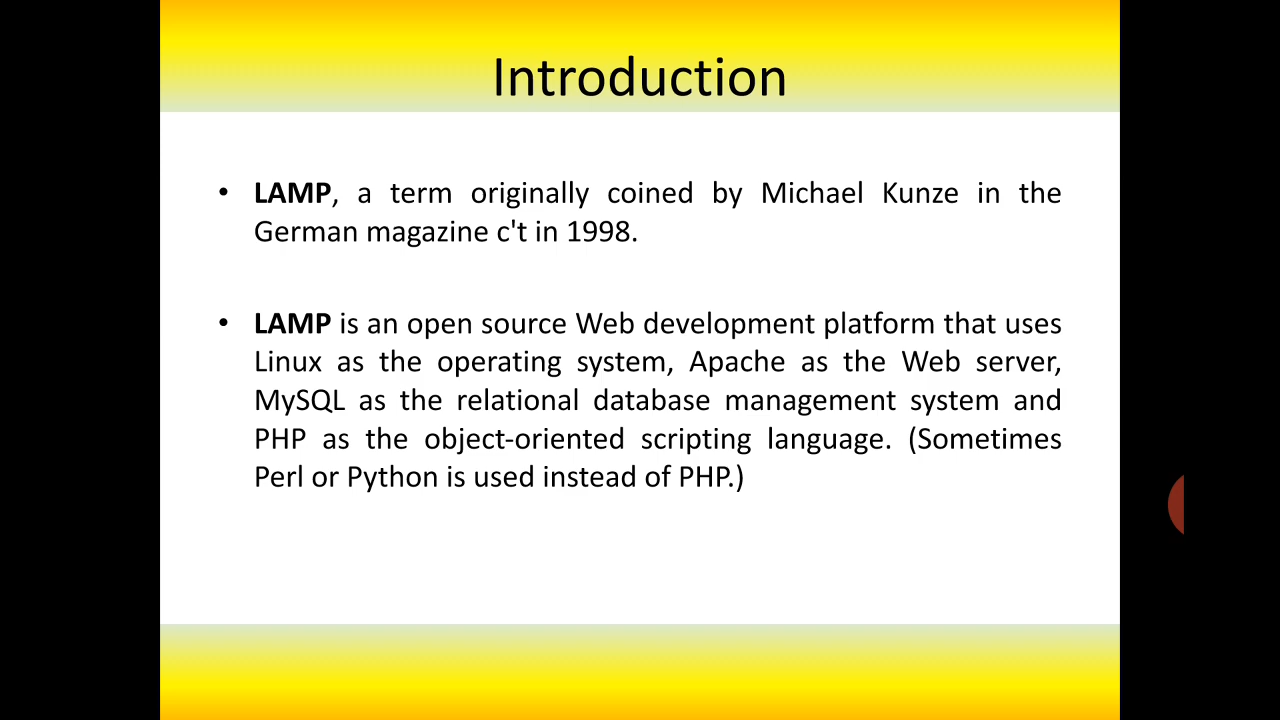 Introduction
• LAMP, a term originally coined by Michael Kunze in the
German magazine c't in 1998.
• LAMP is an open source Web development platform that uses
Linux as the operating system, Apache as the Web server,
MySQL as the relational database management system and
PHP as the object-oriented scripting language. (Sometimes
Perl or Python is used instead of PHP.)